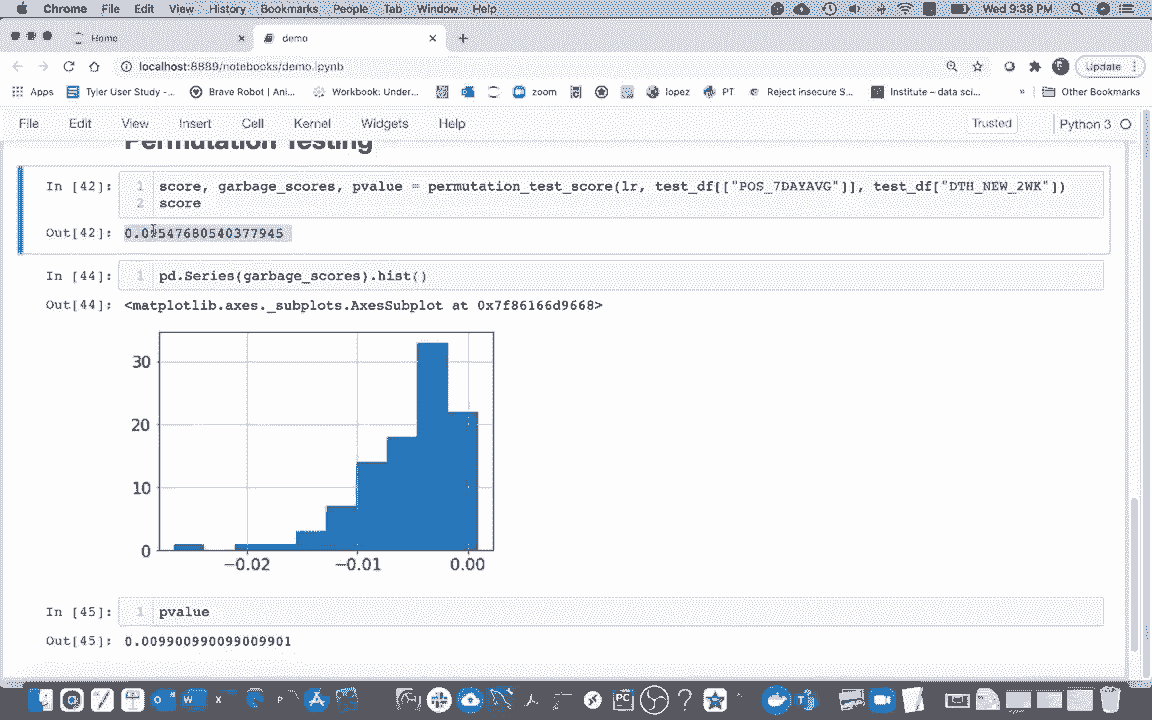 Chrome File Edit View History Bookmarks People Tab Window Help Wed 9:38 PM
Home demo
localhost:8889/notebooks/demo.ipynb Update
Apps Tyler User Study -... Brave Robot | Ani... Workbook: Under... zoom lopez PT Reject insecure S... Institute – data sci... » Other Bookmarks
File Edit View Insert Cell Kernel Widgets Help Trusted Python 3
Permutation Testing
In [42]: 1 score, garbage_scores, pvalue = permutation_test_score(lr, test_df[["POS_7DAYAVG"]], test_df["DTH_NEW_2WK"])
2 score
Out[42]:
In [44]: 1 pd.Series(garbage_scores).hist()
Out[44]: <matplotlib.axes._subplots.AxesSubplot at 0x7f86166d9668>
30
20
10
0
−0.02 −0.01 0.00
In [45]: 1 pvalue
Out[45]: 0.009900990099009901